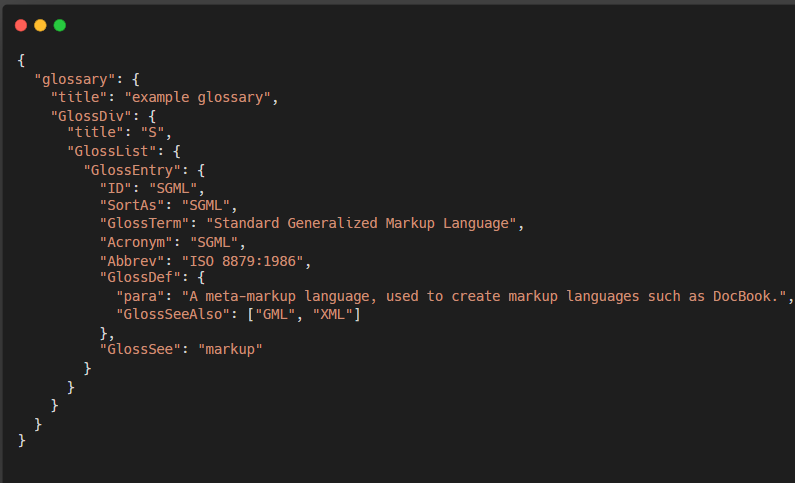 {
  "glossary": {
    "title": "example glossary",
    "GlossDiv": {
      "title": "S",
      "GlossList": {
        "GlossEntry": {
          "ID": "SGML",
          "SortAs": "SGML",
          "GlossTerm": "Standard Generalized Markup Language",
          "Acronym": "SGML",
          "Abbrev": "ISO 8879:1986",
          "GlossDef": {
            "para": "A meta-markup language, used to create markup languages such as DocBook.",
            "GlossSeeAlso": ["GML", "XML"]
          },
          "GlossSee": "markup"
        }
      }
    }
  }
}